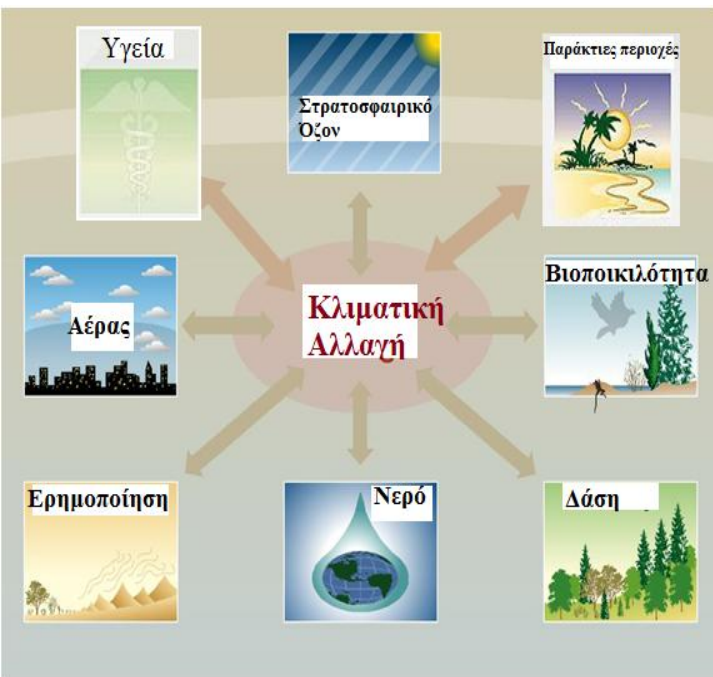 Υγεία
Στρατοσφαιρικό
Όζον
Παράκτιες περιοχές
Αέρας
Κλιματική
Αλλαγή
Βιοποικιλότητα
Ερημοποίηση
Νερό
Δάση